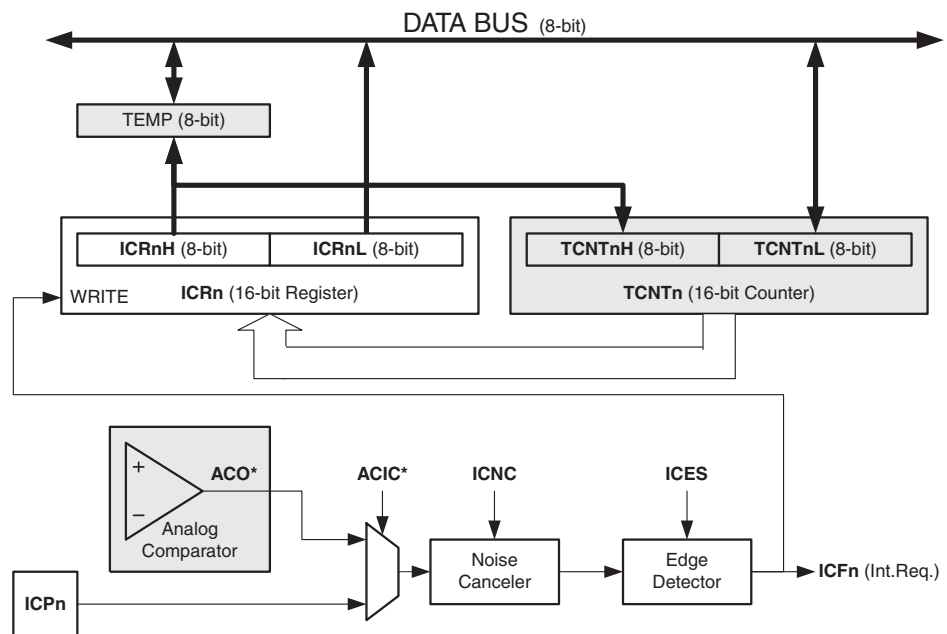 DATA BUS (8-bit)
TEMP (8-bit)
ICRnH (8-bit)
ICRnL (8-bit)
TCNTnH (8-bit)
TCNTnL (8-bit)
WRITE
ICRn (16-bit Register)
TCNTn (16-bit Counter)
+
ACO*
ACIC*
ICNC
ICES
−
Analog
Comparator
Noise
Canceler
Edge
Detector
ICFn (Int.Req.)
ICPn